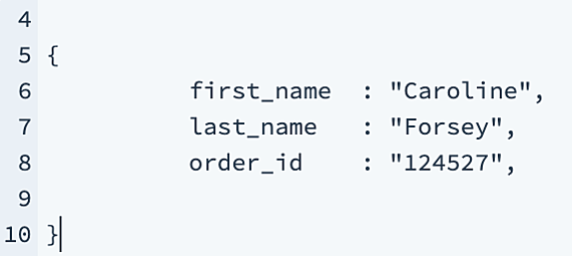 4
5 {
6 first_name : "Caroline",
7 last_name : "Forsey",
8 order_id : "124527",
9
10 }